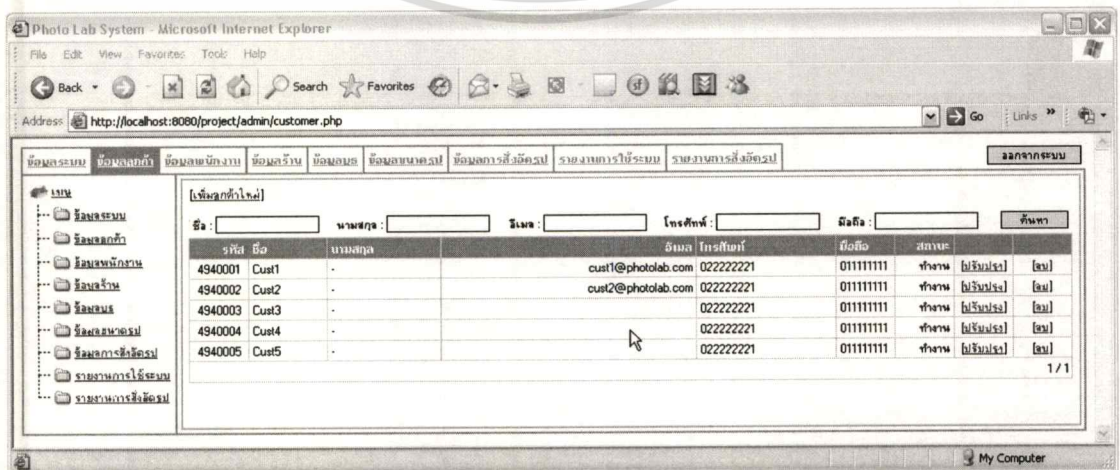 Photo Lab System - Microsoft Internet Explorer
File Edit View Favorites Tools Help
Back Search Favorites
Address http://localhost:8080/project/admin/customer.php Go Links »
ข้อมูลระบบ ข้อมูลลูกค้า ข้อมูลพนักงาน ข้อมูลร้าน ข้อมูลบูธ ข้อมูลขนาดรูป ข้อมูลการสั่งอัดรูป รายงานการใช้ระบบ รายงานการสั่งอัดรูป ออกจากระบบ
เมนู
ข้อมูลระบบ
ข้อมูลลูกค้า
ข้อมูลพนักงาน
ข้อมูลร้าน
ข้อมูลบูธ
ข้อมูลขนาดรูป
ข้อมูลการสั่งอัดรูป
รายงานการใช้ระบบ
รายงานการสั่งอัดรูป
[เพิ่มลูกค้าใหม่]
ชื่อ : นามสกุล : อีเมล : โทรศัพท์ : มือถือ : ค้นหา
รหัส ชื่อ นามสกุล อีเมล โทรศัพท์ มือถือ สถานะ
4940001 Cust1 - cust1@photolab.com 022222221 011111111 ทำงาน [ปรับปรุง] [ลบ]
4940002 Cust2 - cust2@photolab.com 022222221 011111111 ทำงาน [ปรับปรุง] [ลบ]
4940003 Cust3 - 022222221 011111111 ทำงาน [ปรับปรุง] [ลบ]
4940004 Cust4 - 022222221 011111111 ทำงาน [ปรับปรุง] [ลบ]
4940005 Cust5 - 022222221 011111111 ทำงาน [ปรับปรุง] [ลบ]
1 / 1
My Computer